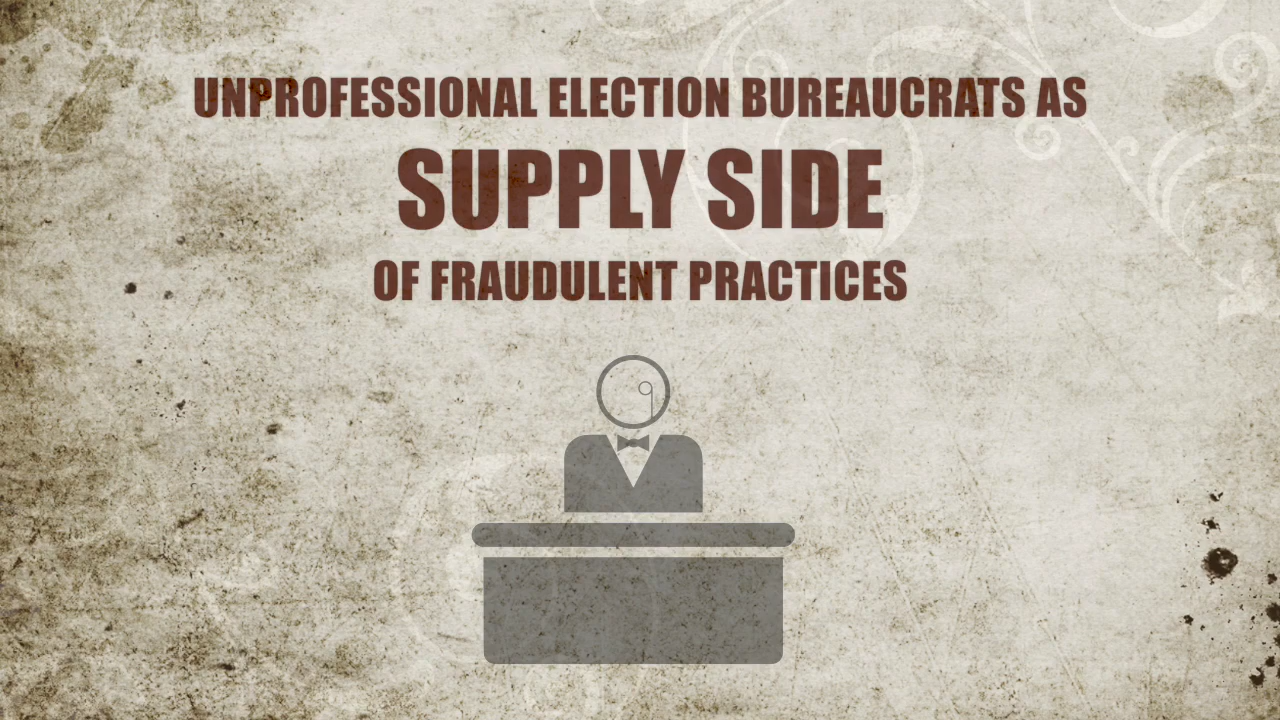 UNPROFESSIONAL ELECTION BUREAUCRATS AS
SUPPLY SIDE
OF FRAUDULENT PRACTICES